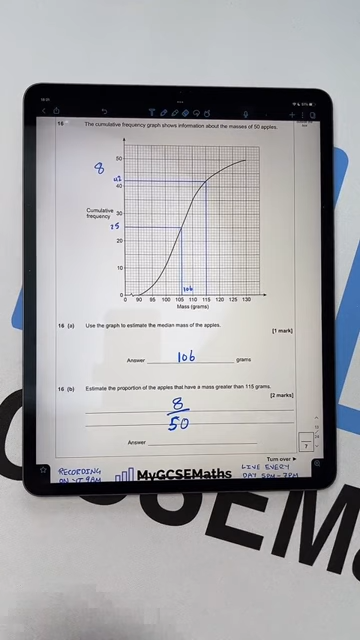 16 The cumulative frequency graph shows information about the masses of 50 apples.
8
50
42
40
Cumulative
frequency
30
25
20
10
106
0
0 90 95 100 105 110 115 120 125 130
Mass (grams)
16 (a) Use the graph to estimate the median mass of the apples.
[1 mark]
Answer 106 grams
16 (b) Estimate the proportion of the apples that have a mass greater than 115 grams.
[2 marks]
8
50
Answer
7
Turn over ►
RECORDING
ON YT 9AM
MyGCSEMaths
LIVE EVERY
DAY 5PM - 7PM
GCSEMa